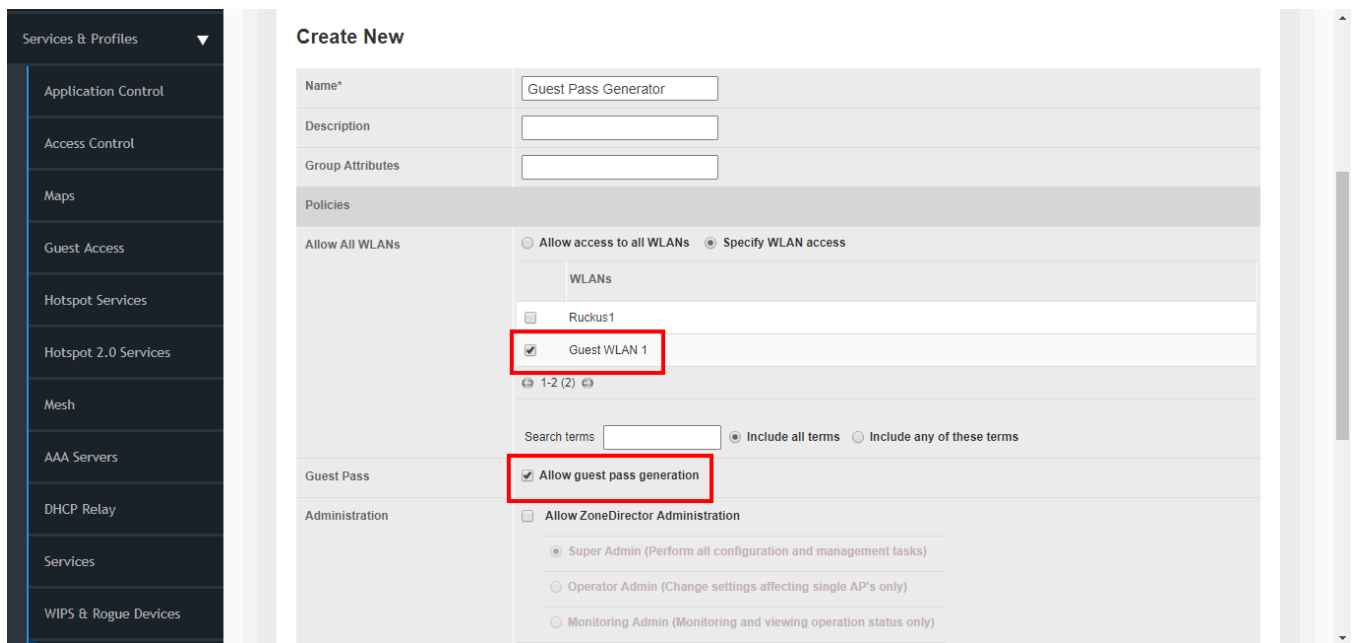 Services & Profiles
Application Control
Access Control
Maps
Guest Access
Hotspot Services
Hotspot 2.0 Services
Mesh
AAA Servers
DHCP Relay
Services
WIPS & Rogue Devices
Create New
Name* Guest Pass Generator
Description
Group Attributes
Policies
Allow All WLANs Allow access to all WLANs Specify WLAN access
WLANs
Ruckus1
Guest WLAN 1
1-2 (2)
Search terms Include all terms Include any of these terms
Guest Pass Allow guest pass generation
Administration Allow ZoneDirector Administration
Super Admin (Perform all configuration and management tasks)
Operator Admin (Change settings affecting single AP's only)
Monitoring Admin (Monitoring and viewing operation status only)